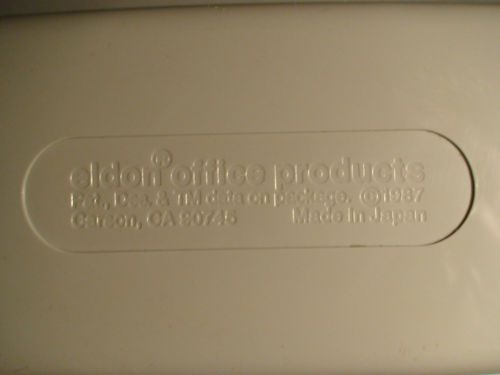 eldon® office products
Pat., Des. & TM data on package. ©1987
Carson, CA 90745 Made in Japan